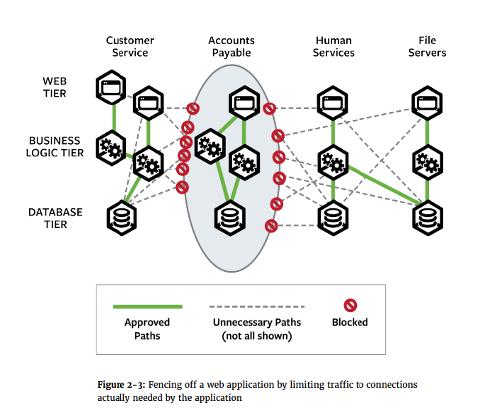 Customer
Service
Accounts
Payable
Human
Services
File
Servers
WEB
TIER
BUSINESS
LOGIC TIER
DATABASE
TIER
Approved
Paths
Unnecessary Paths
(not all shown)
Blocked
Figure 2–3: Fencing off a web application by limiting traffic to connections
actually needed by the application